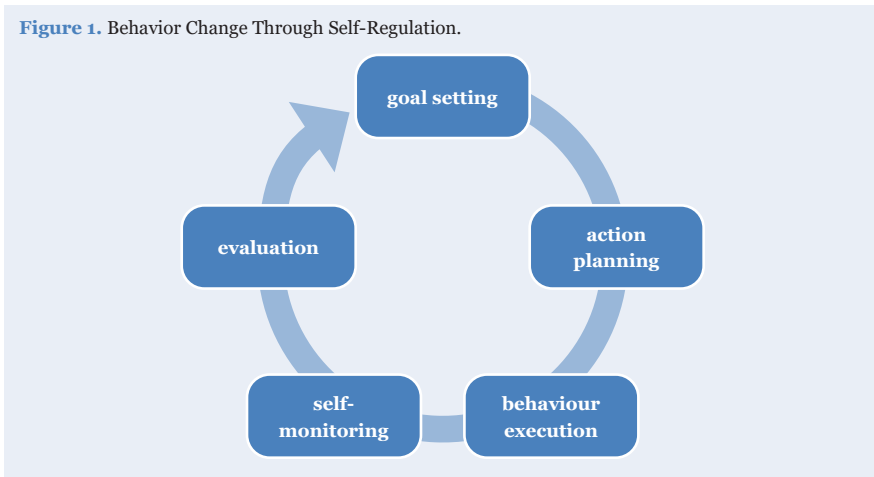 Figure 1. Behavior Change Through Self-Regulation.
goal setting
action
planning
behaviour
execution
self-
monitoring
evaluation